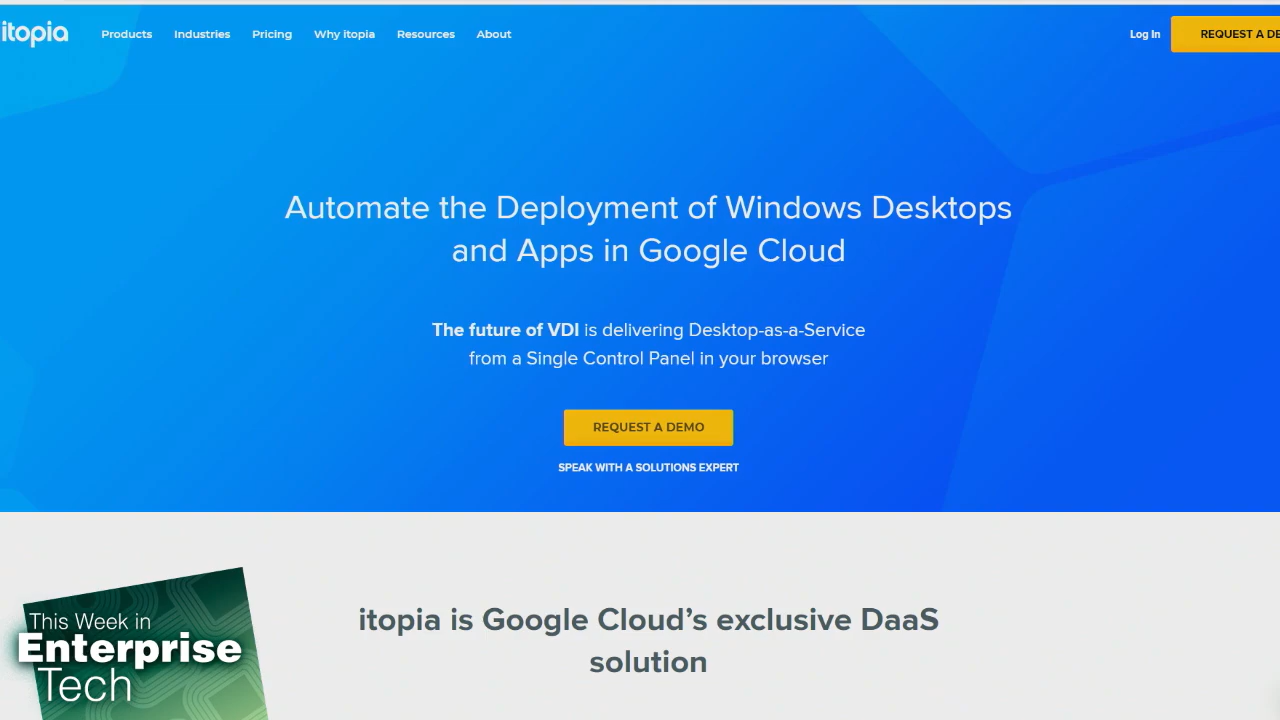 itopia
Products
Industries
Pricing
Why itopia
Resources
About
Log In
REQUEST A DE
Automate the Deployment of Windows Desktops
and Apps in Google Cloud
The future of VDI is delivering Desktop-as-a-Service
from a Single Control Panel in your browser
REQUEST A DEMO
SPEAK WITH A SOLUTIONS EXPERT
itopia is Google Cloud’s exclusive DaaS
solution
This Week in
Enterprise
Tech